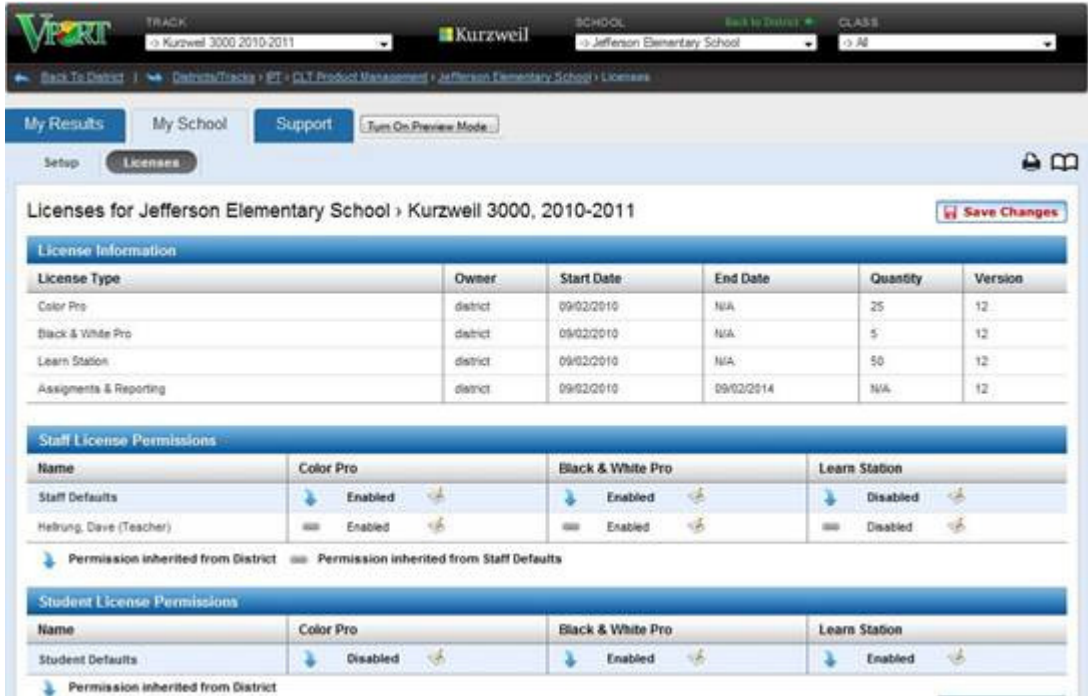 VPORT
TRACK
-> Kurzweil 3000 2010-2011
Kurzweil
SCHOOL
Back to District
-> Jefferson Elementary School
CLASS
-> All
Back To District | Districts/Tracks › IPT › CLT Product Management › Jefferson Elementary School › Licenses
My Results My School Support Turn On Preview Mode
Setup Licenses
Licenses for Jefferson Elementary School › Kurzweil 3000, 2010-2011 Save Changes
License Information
License Type Owner Start Date End Date Quantity Version
Color Pro district 09/02/2010 N/A 25 12
Black & White Pro district 09/02/2010 N/A 5 12
Learn Station district 09/02/2010 N/A 50 12
Assigments & Reporting district 09/02/2010 09/02/2014 N/A 12
Staff License Permissions
Name Color Pro Black & White Pro Learn Station
Staff Defaults Enabled Enabled Disabled
Hellrung, Dave (Teacher) Enabled Enabled Disabled
Permission inherited from District Permission inherited from Staff Defaults
Student License Permissions
Name Color Pro Black & White Pro Learn Station
Student Defaults Disabled Enabled Enabled
Permission inherited from District